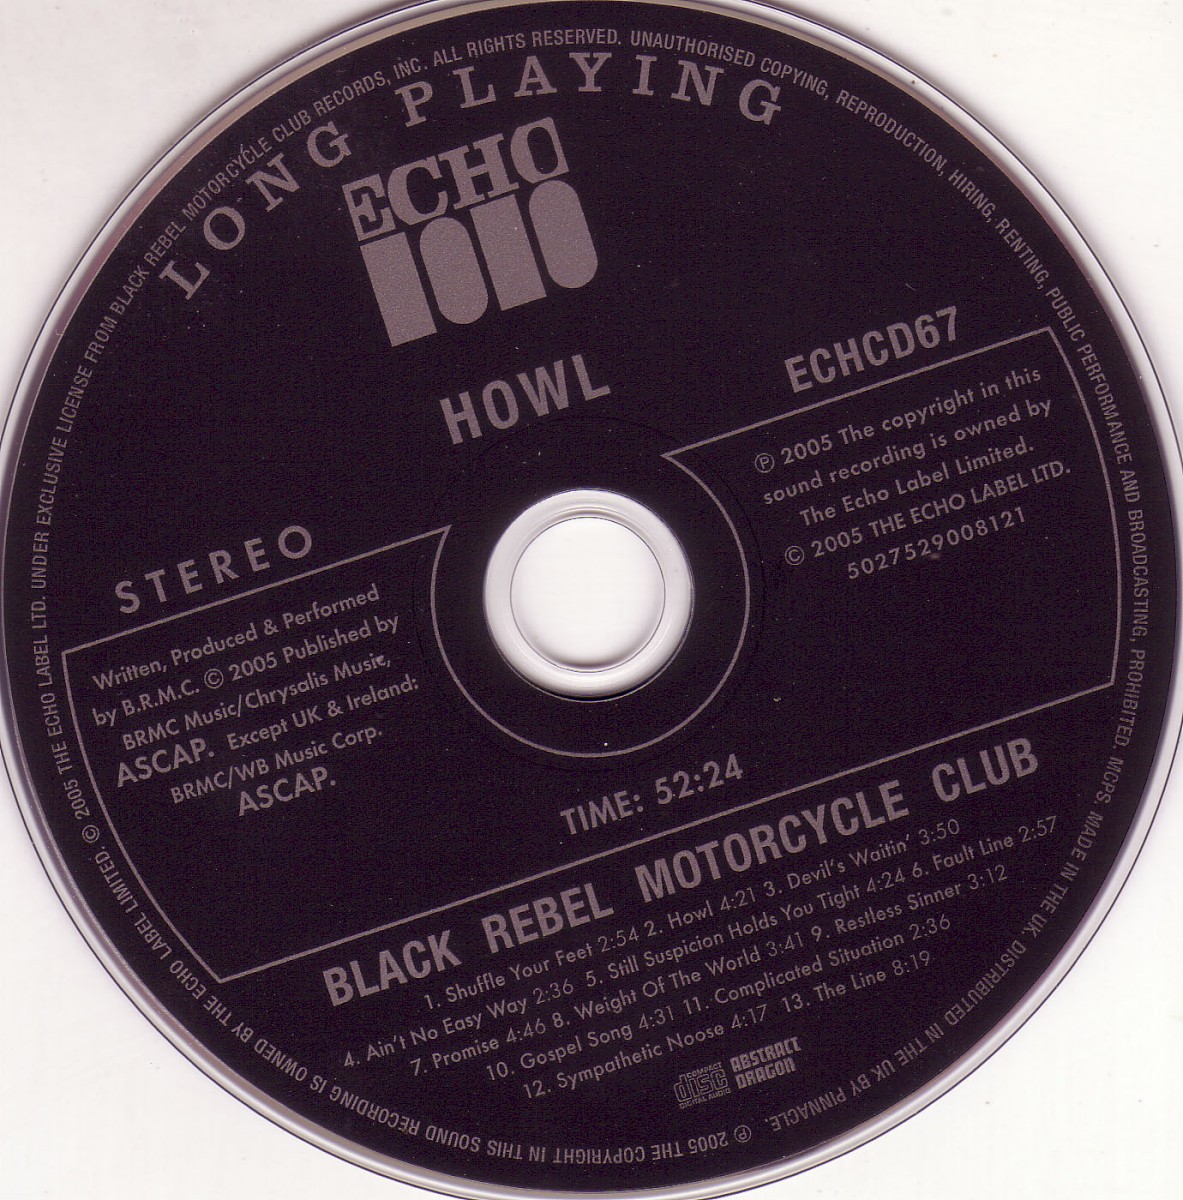 © 2005 THE ECHO LABEL LTD. UNDER EXCLUSIVE LICENSE FROM BLACK REBEL MOTORCYCLE CLUB RECORDS, INC. ALL RIGHTS RESERVED. UNAUTHORISED COPYING, REPRODUCTION, HIRING, RENTING, PUBLIC PERFORMANCE AND BROADCASTING, PROHIBITED. MCPS. MADE IN THE UK. DISTRIBUTED IN THE UK BY PINNACLE. ℗ 2005 THE COPYRIGHT IN THIS SOUND RECORDING IS OWNED BY THE ECHO LABEL LIMITED.
LONG PLAYING
ECHO
HOWL
ECHCD67
℗ 2005 The copyright in this
sound recording is owned by
The Echo Label Limited.
© 2005 THE ECHO LABEL LTD.
5027529008121
STEREO
Written, Produced & Performed
by B.R.M.C. © 2005 Published by
BRMC Music/Chrysalis Music,
ASCAP. Except UK & Ireland:
BRMC/WB Music Corp.
ASCAP.
TIME: 52:24
BLACK REBEL MOTORCYCLE CLUB
1. Shuffle Your Feet 2:54 2. Howl 4:21 3. Devil's Waitin' 3:50
4. Ain't No Easy Way 2:36 5. Still Suspicion Holds You Tight 4:24 6. Fault Line 2:57
7. Promise 4:46 8. Weight Of The World 3:41 9. Restless Sinner 3:12
10. Gospel Song 4:31 11. Complicated Situation 2:36
12. Sympathetic Noose 4:17 13. The Line 8:19
COMPACT
disc
DIGITAL AUDIO
ABSTRACT
DRAGON